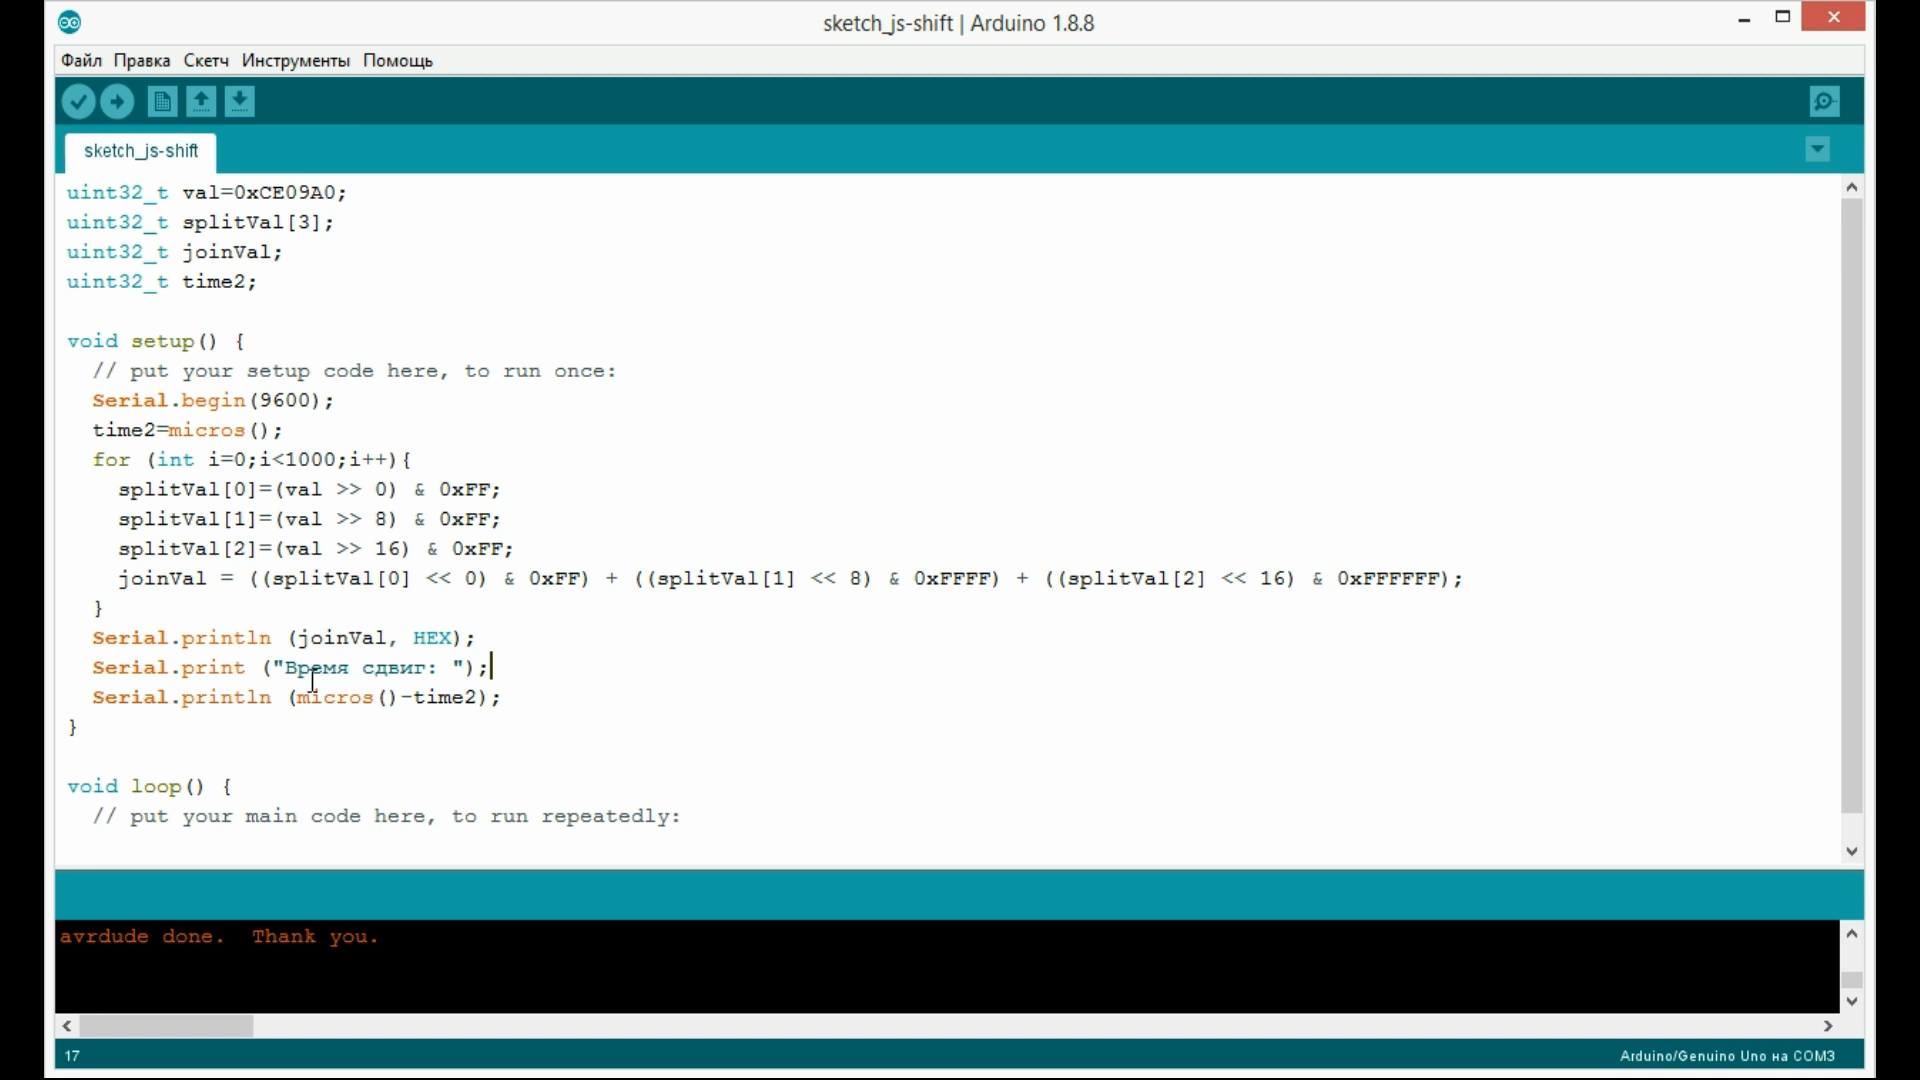 sketch_js-shift | Arduino 1.8.8
Файл Правка Скетч Инструменты Помощь
sketch_js-shift
uint32_t val=0xCE09A0;
uint32_t splitVal[3];
uint32_t joinVal;
uint32_t time2;
void setup() {
  // put your setup code here, to run once:
  Serial.begin(9600);
  time2=micros();
  for (int i=0;i<1000;i++){
    splitVal[0]=(val >> 0) & 0xFF;
    splitVal[1]=(val >> 8) & 0xFF;
    splitVal[2]=(val >> 16) & 0xFF;
    joinVal = ((splitVal[0] << 0) & 0xFF) + ((splitVal[1] << 8) & 0xFFFF) + ((splitVal[2] << 16) & 0xFFFFFF);
  }
  Serial.println (joinVal, HEX);
  Serial.print ("Время сдвиг: ");
  Serial.println (micros()-time2);
}
void loop() {
  // put your main code here, to run repeatedly:
avrdude done.  Thank you.
17
Arduino/Genuino Uno на COM3